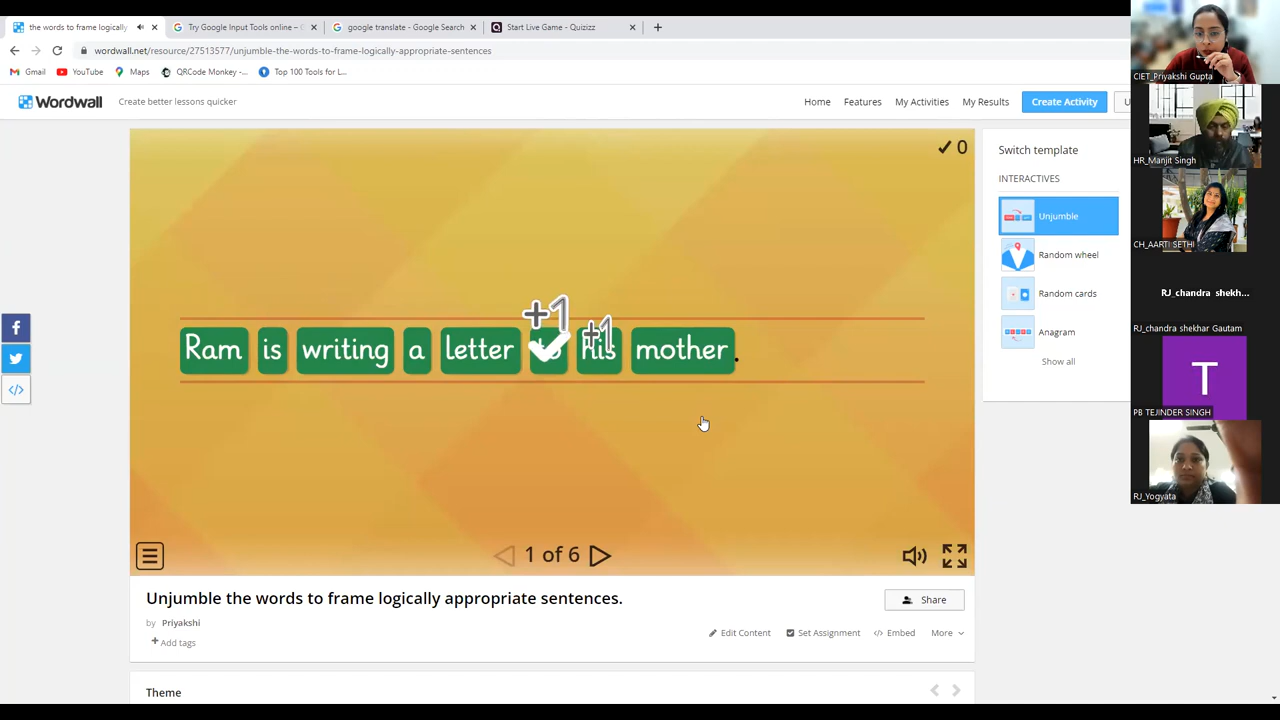 the words to frame logically
Try Google Input Tools online –
google translate - Google Search
Start Live Game - Quizizz
wordwall.net/resource/27513577/unjumble-the-words-to-frame-logically-appropriate-sentences
Gmail
YouTube
Maps
QRCode Monkey -...
Top 100 Tools for L...
Wordwall
Create better lessons quicker
Home
Features
My Activities
My Results
Create Activity
U
0
+1
+1
Ram is writing a letter his mother.
1 of 6
Unjumble the words to frame logically appropriate sentences.
by Priyakshi
Add tags
Share
Edit Content
Set Assignment
Embed
More
Theme
Switch template
INTERACTIVES
Unjumble
Random wheel
Random cards
Anagram
Show all
CIET_Priyakshi Gupta
HR_Manjit Singh
CH_AARTI SETHI
RJ_chandra shekh...
RJ_chandra shekhar Gautam
T
PB TEJINDER SINGH
RJ_Yogyata